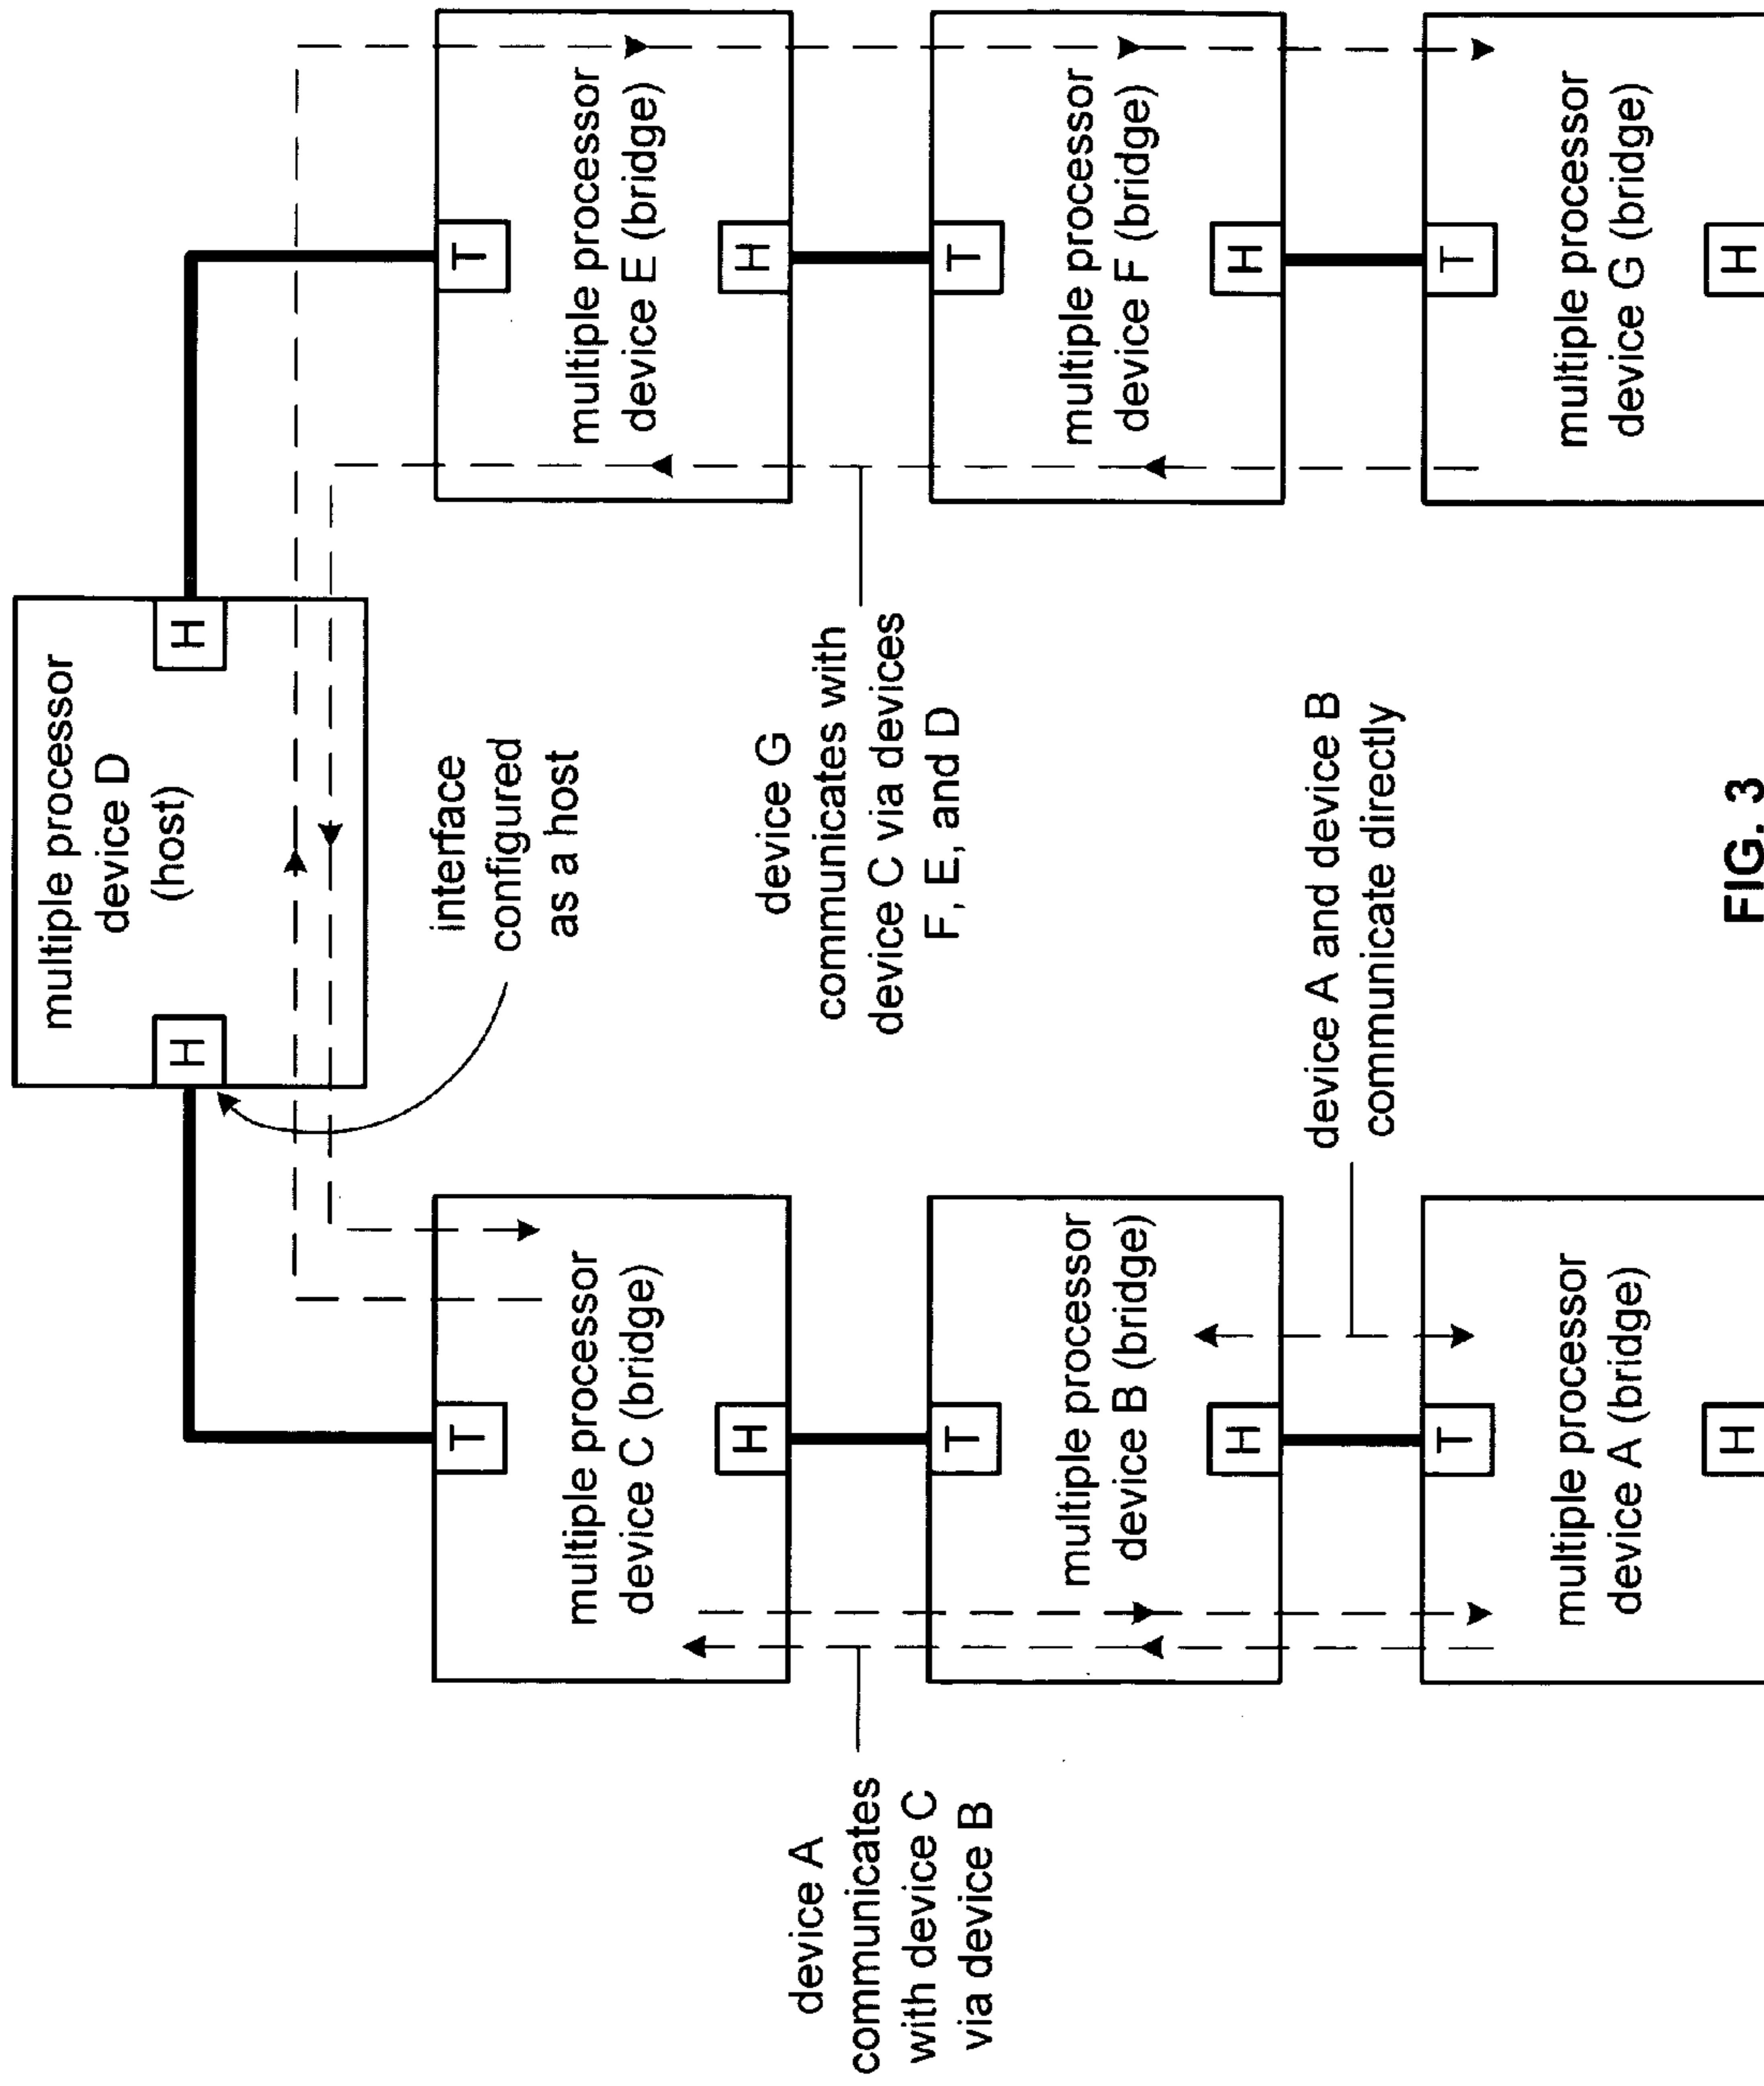 multiple processor
device D
(host)
H
H
interface
configured
as a host
T
multiple processor
device C (bridge)
H
T
multiple processor
device E (bridge)
H
device A
communicates
with device C
via device B
device G
communicates with
device C via devices
F, E, and D
T
multiple processor
device B (bridge)
H
T
multiple processor
device F (bridge)
H
device A and device B
communicate directly
T
multiple processor
device A (bridge)
H
T
multiple processor
device G (bridge)
H
FIG. 3